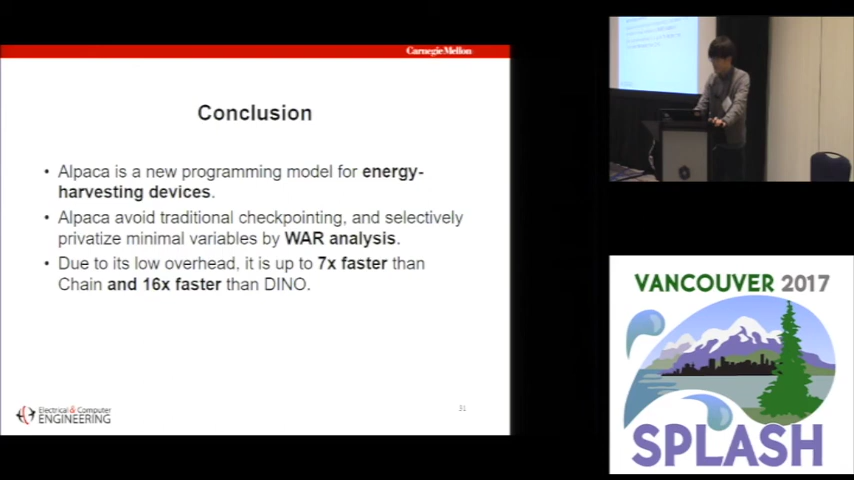 Carnegie Mellon
Conclusion
• Alpaca is a new programming model for energy-
harvesting devices.
• Alpaca avoid traditional checkpointing, and selectively
privatize minimal variables by WAR analysis.
• Due to its low overhead, it is up to 7x faster than
Chain and 16x faster than DINO.
Electrical & Computer
ENGINEERING
31
VANCOUVER 2017
SPLASH